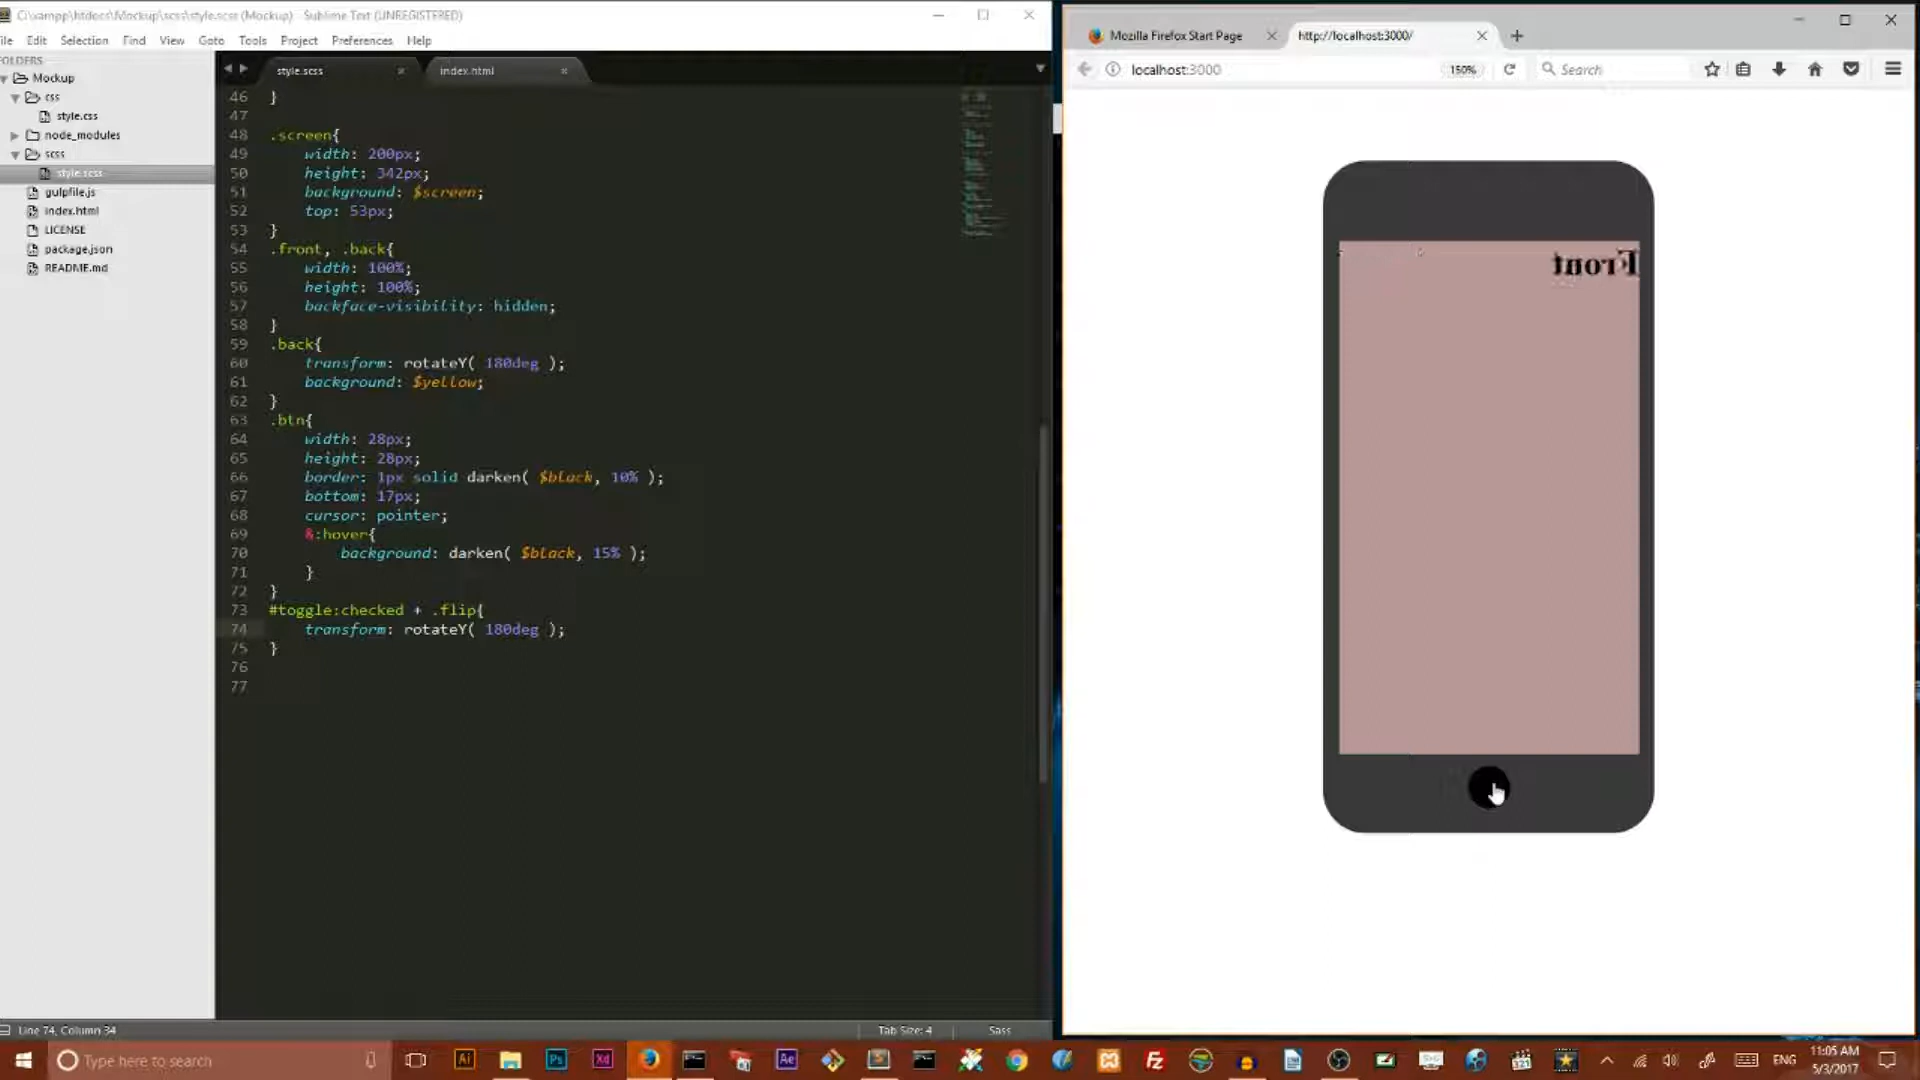 C:\wampp\htdocs\Mockup\scss\style.scss (Mockup) - Sublime Text (UNREGISTERED)
ile Edit Selection Find View Goto Tools Project Preferences Help
OLDERS
Mockup
css
style.css
node_modules
scss
style.scss
gulpfile.js
index.html
LICENSE
package.json
README.md
style.scss
index.html
46 }
47
48 .screen{
49 width: 200px;
50 height: 342px;
51 background: $screen;
52 top: 53px;
53 }
54 .front, .back{
55 width: 100%;
56 height: 100%;
57 backface-visibility: hidden;
58 }
59 .back{
60 transform: rotateY( 180deg );
61 background: $yellow;
62 }
63 .btn{
64 width: 28px;
65 height: 28px;
66 border: 1px solid darken( $black, 10% );
67 bottom: 17px;
68 cursor: pointer;
69 &:hover{
70 background: darken( $black, 15% );
71 }
72 }
73 #toggle:checked + .flip{
74 transform: rotateY( 180deg );
75 }
76
77
Line 74, Column 34
Tab Size: 4
Sass
Mozilla Firefox Start Page
http://localhost:3000/
localhost:3000
150%
Search
Front
Type here to search
Ai
Ps
Xd
Ae
Fz
ENG
11:05 AM
5/3/2017